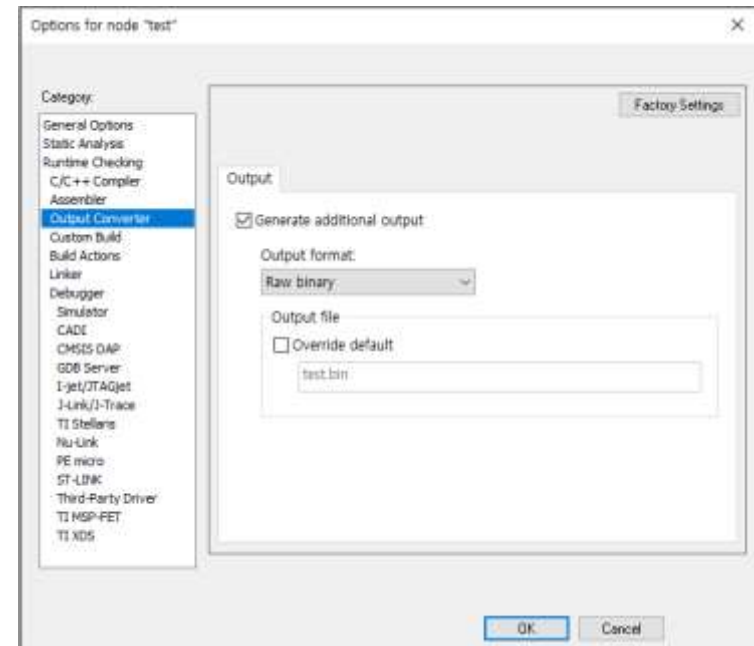 Options for node "test"
Category:
Factory Settings
General Options
Static Analysis
Runtime Checking
C/C++ Compiler
Assembler
Output Converter
Custom Build
Build Actions
Linker
Debugger
Simulator
CADI
CMSIS DAP
GDB Server
I-jet/JTAGjet
J-Link/J-Trace
TI Stellaris
Nu-Link
PE micro
ST-LINK
Third-Party Driver
TI MSP-FET
TI XDS
Output
Generate additional output
Output format:
Raw binary
Output file
Override default
test.bin
OK
Cancel